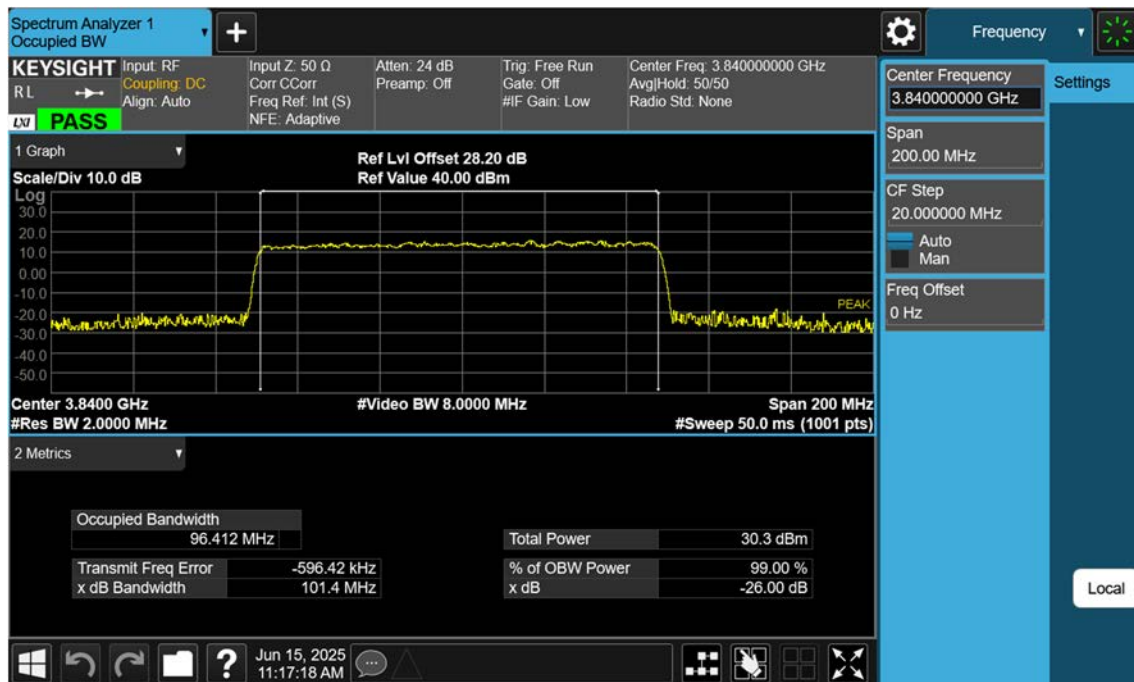 Spectrum Analyzer 1
Occupied BW
+
Frequency
KEYSIGHT
RL
LXI
PASS
Input: RF
Coupling: DC
Align: Auto
Input Z: 50 Ω
Corr CCorr
Freq Ref: Int (S)
NFE: Adaptive
Atten: 24 dB
Preamp: Off
Trig: Free Run
Gate: Off
#IF Gain: Low
Center Freq: 3.840000000 GHz
Avg|Hold: 50/50
Radio Std: None
Center Frequency
3.840000000 GHz
Settings
Span
200.00 MHz
CF Step
20.000000 MHz
Auto
Man
Freq Offset
0 Hz
1 Graph
Scale/Div 10.0 dB
Ref Lvl Offset 28.20 dB
Ref Value 40.00 dBm
Log
30.0
20.0
10.0
0.00
-10.0
-20.0
-30.0
-40.0
-50.0
PEAK
Center 3.8400 GHz
#Video BW 8.0000 MHz
Span 200 MHz
#Res BW 2.0000 MHz
#Sweep 50.0 ms (1001 pts)
2 Metrics
Occupied Bandwidth
96.412 MHz
Total Power 30.3 dBm
Transmit Freq Error -596.42 kHz
% of OBW Power 99.00 %
x dB Bandwidth 101.4 MHz
x dB -26.00 dB
Local
?
Jun 15, 2025
11:17:18 AM